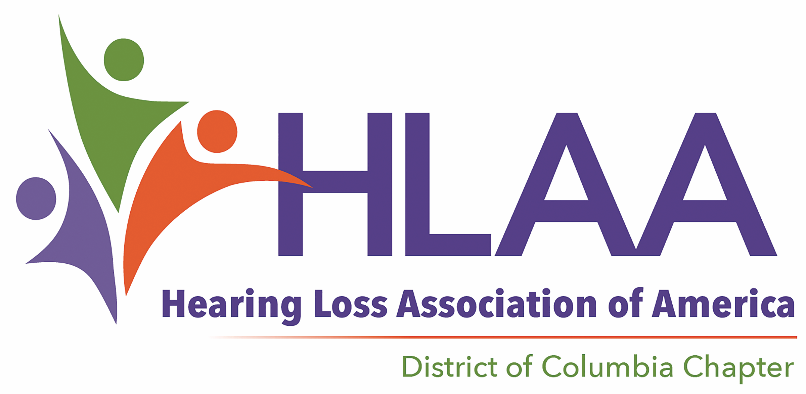 HLAA
Hearing Loss Association of America
District of Columbia Chapter